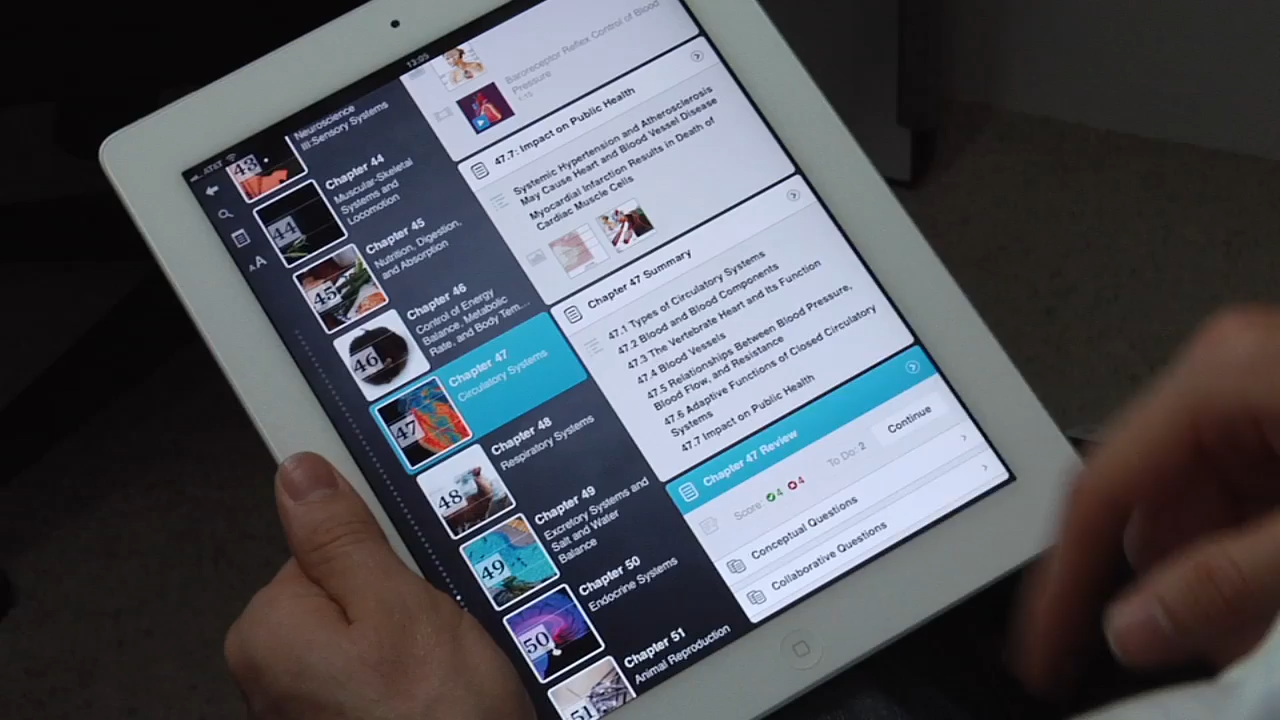 AT&T
13:05
Neuroscience
III:Sensory Systems
43
Chapter 44
Muscular-Skeletal
Systems and
Locomotion
44
Chapter 45
Nutrition, Digestion,
and Absorption
45
Chapter 46
Control of Energy
Balance, Metabolic
Rate, and Body Tem...
46
Chapter 47
Circulatory Systems
47
Chapter 48
Respiratory Systems
48
Chapter 49
Excretory Systems and
Salt and Water
Balance
49
Chapter 50
Endocrine Systems
50
Chapter 51
Animal Reproduction
51
AA
Baroreceptor Reflex Control of Blood
Pressure
1:15
47.7: Impact on Public Health
Systemic Hypertension and Atherosclerosis
May Cause Heart and Blood Vessel Disease
Myocardial Infarction Results in Death of
Cardiac Muscle Cells
Chapter 47 Summary
47.1 Types of Circulatory Systems
47.2 Blood and Blood Components
47.3 The Vertebrate Heart and Its Function
47.4 Blood Vessels
47.5 Relationships Between Blood Pressure,
Blood Flow, and Resistance
47.6 Adaptive Functions of Closed Circulatory
Systems
47.7 Impact on Public Health
Chapter 47 Review
Score: 4 4 To Do: 2 Continue
Conceptual Questions
Collaborative Questions